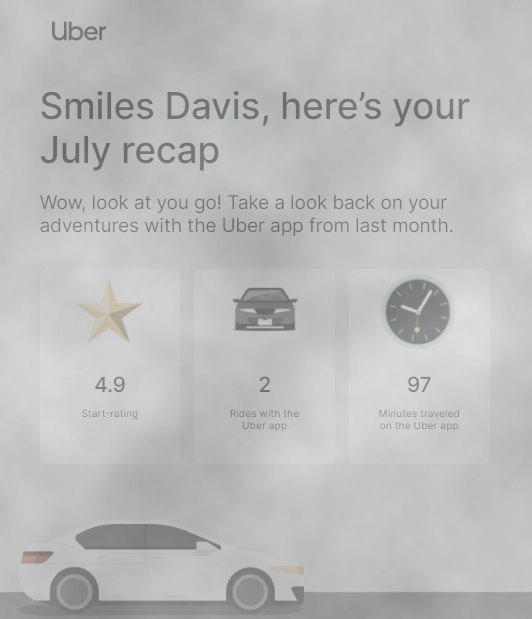 Uber
Smiles Davis, here’s your
July recap
Wow, look at you go! Take a look back on your
adventures with the Uber app from last month.
4.9
Start-rating
2
Rides with the
Uber app
97
Minutes traveled
on the Uber app